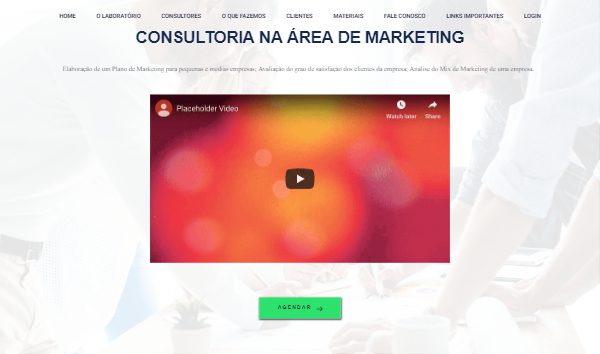 HOME O LABORATÓRIO CONSULTORES O QUE FAZEMOS CLIENTES MATERIAIS FALE CONOSCO LINKS IMPORTANTES LOGIN
CONSULTORIA NA ÁREA DE MARKETING
Elaboração de um Plano de Marketing para pequenas e medias empresas; Avaliação do grau de satisfação dos clientes da empresa; Analise do Mix de Marketing de uma empresa.
Placeholder Video
Watch later Share
AGENDAR